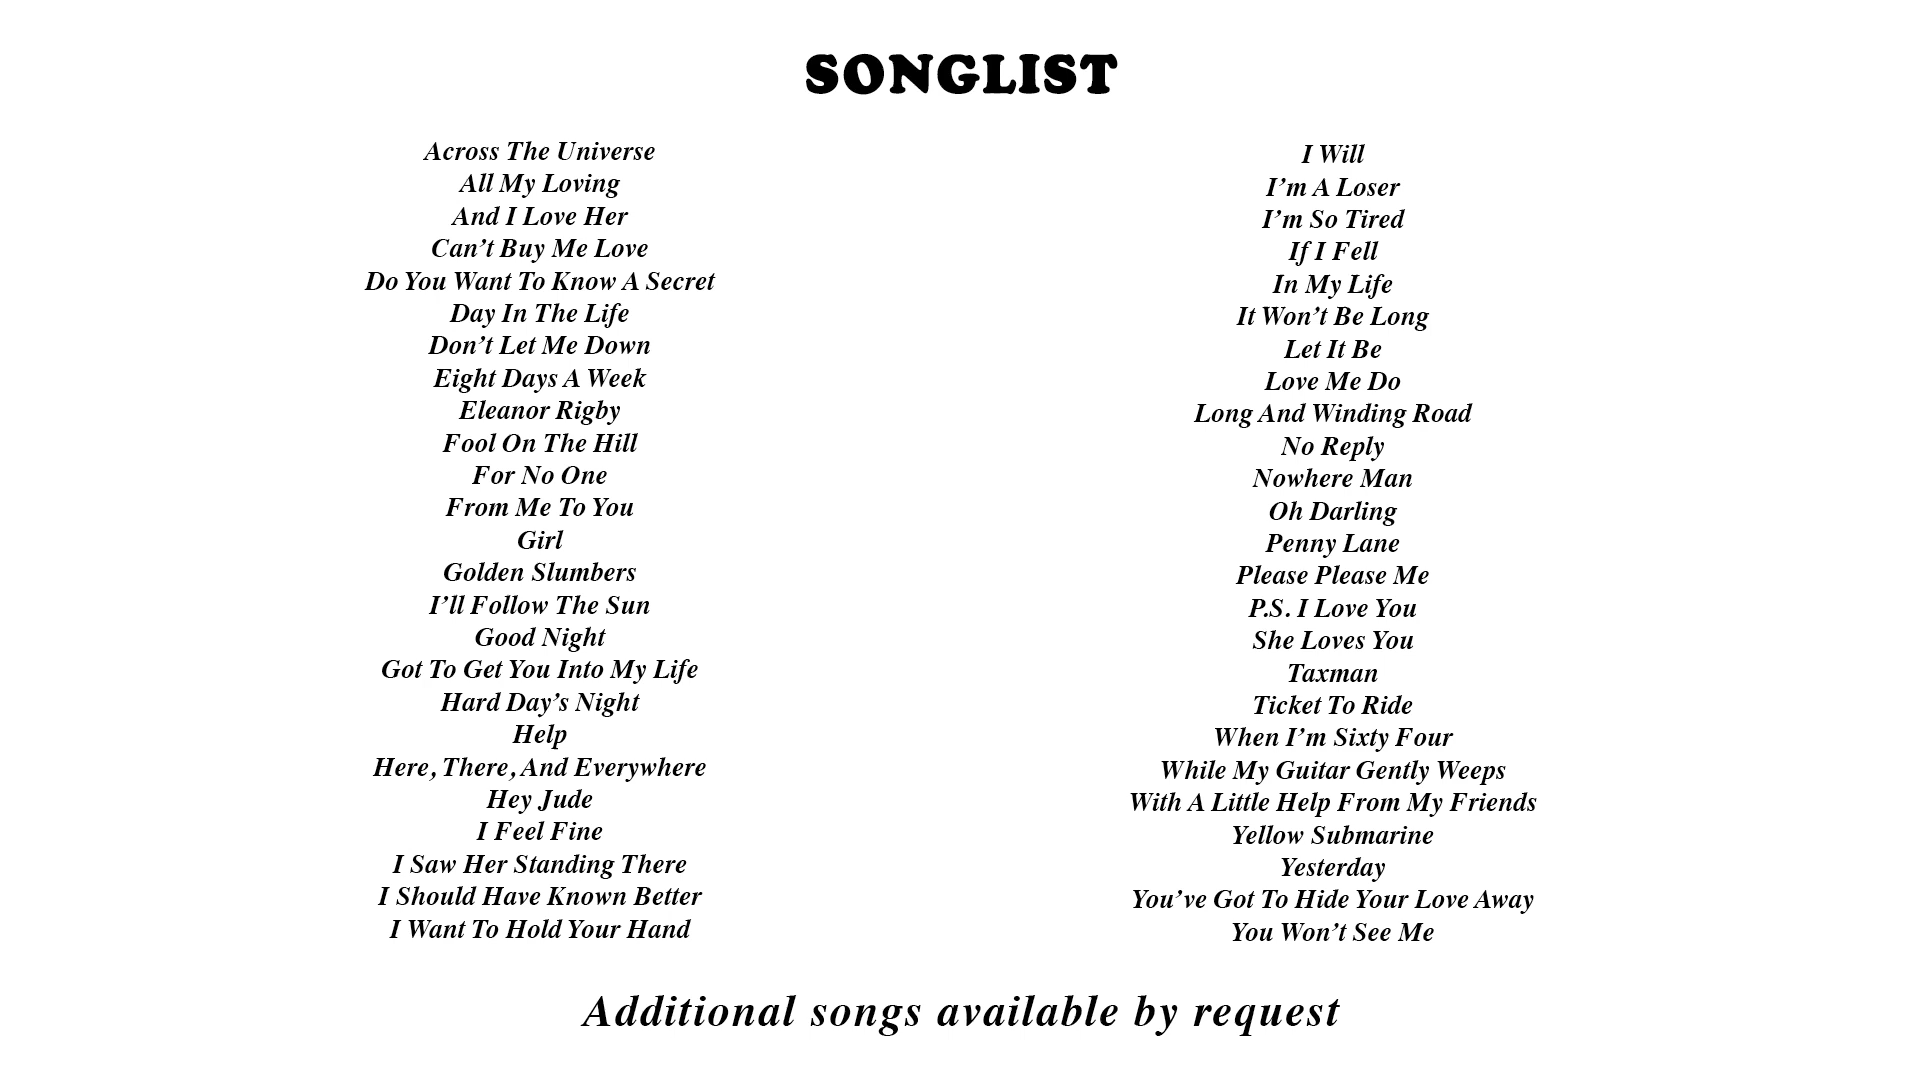 SONGLIST
Across The Universe
All My Loving
And I Love Her
Can’t Buy Me Love
Do You Want To Know A Secret
Day In The Life
Don’t Let Me Down
Eight Days A Week
Eleanor Rigby
Fool On The Hill
For No One
From Me To You
Girl
Golden Slumbers
I’ll Follow The Sun
Good Night
Got To Get You Into My Life
Hard Day’s Night
Help
Here, There, And Everywhere
Hey Jude
I Feel Fine
I Saw Her Standing There
I Should Have Known Better
I Want To Hold Your Hand
I Will
I’m A Loser
I’m So Tired
If I Fell
In My Life
It Won’t Be Long
Let It Be
Love Me Do
Long And Winding Road
No Reply
Nowhere Man
Oh Darling
Penny Lane
Please Please Me
P.S. I Love You
She Loves You
Taxman
Ticket To Ride
When I’m Sixty Four
While My Guitar Gently Weeps
With A Little Help From My Friends
Yellow Submarine
Yesterday
You’ve Got To Hide Your Love Away
You Won’t See Me
Additional songs available by request